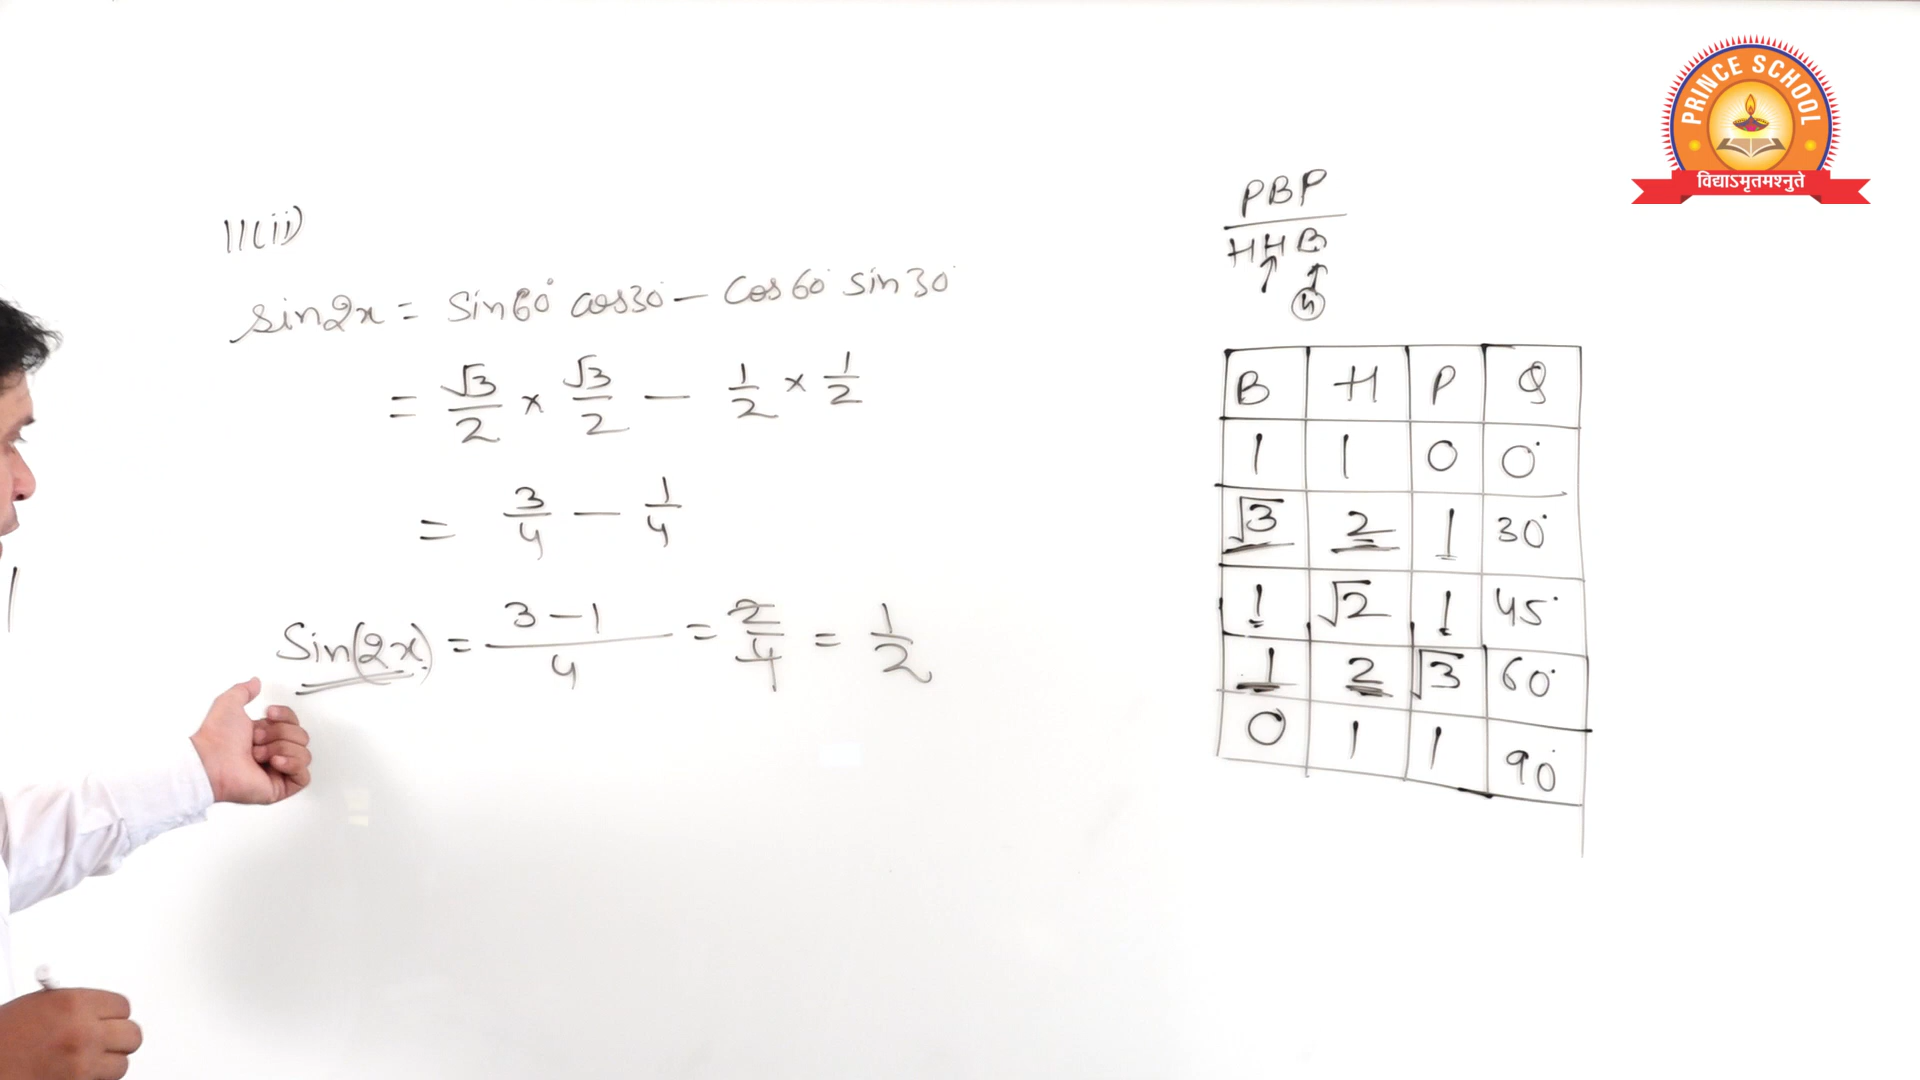 PRINCE SCHOOL
विद्याऽमृतमश्नुते
11(ii)
sin2x = sin60° cos30° - cos60° sin30°
= √3/2 × √3/2 - 1/2 × 1/2
= 3/4 - 1/4
Sin(2x) = 3-1/4 = 2/4 = 1/2
PBP
HHB
B H P Q
1 1 0 0°
√3 2 1 30°
1 √2 1 45°
1 2 √3 60°
0 1 1 90°